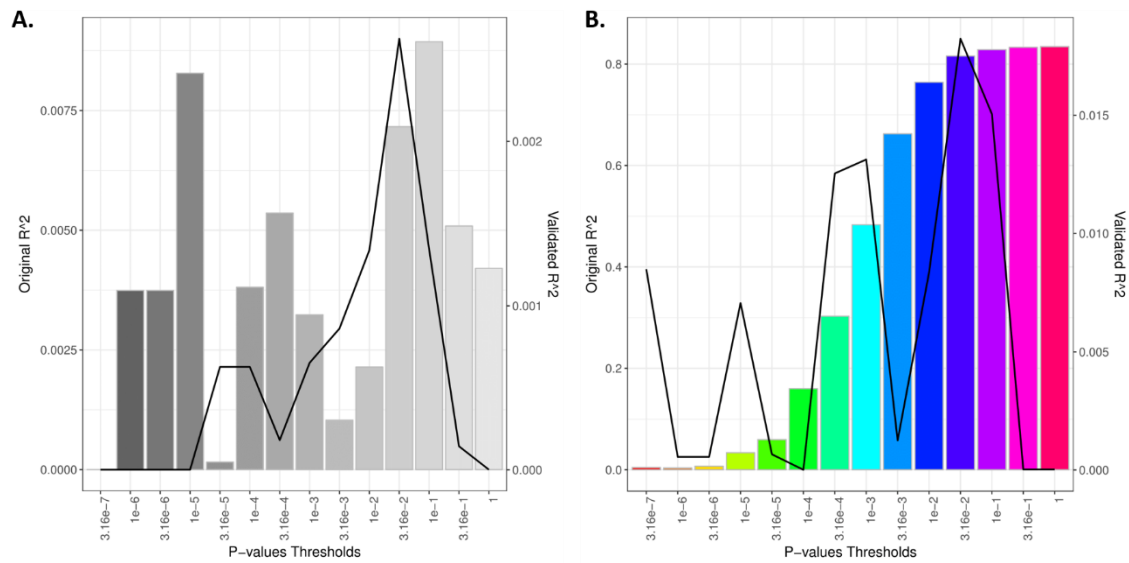 A.
Original R^2
0.0075
0.0050
0.0025
0.0000
0.002
0.001
0.000
Validated R^2
3.16e−7
1e−6
3.16e−6
1e−5
3.16e−5
1e−4
3.16e−4
1e−3
3.16e−3
1e−2
3.16e−2
1e−1
3.16e−1
1
P−values Thresholds
B.
Original R^2
0.8
0.6
0.4
0.2
0.0
0.015
0.010
0.005
0.000
Validated R^2
3.16e−7
1e−6
3.16e−6
1e−5
3.16e−5
1e−4
3.16e−4
1e−3
3.16e−3
1e−2
3.16e−2
1e−1
3.16e−1
1
P−values Thresholds